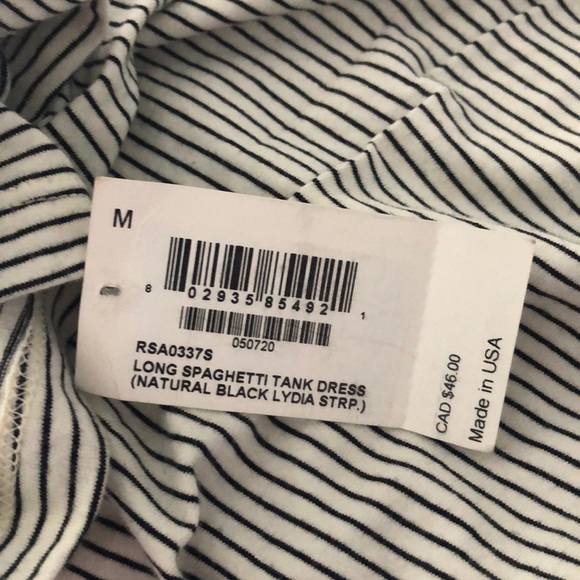 M
8 02935 85492 1
050720
RSA0337S
LONG SPAGHETTI TANK DRESS
(NATURAL BLACK LYDIA STRP.)
CAD $46.00
Made in USA